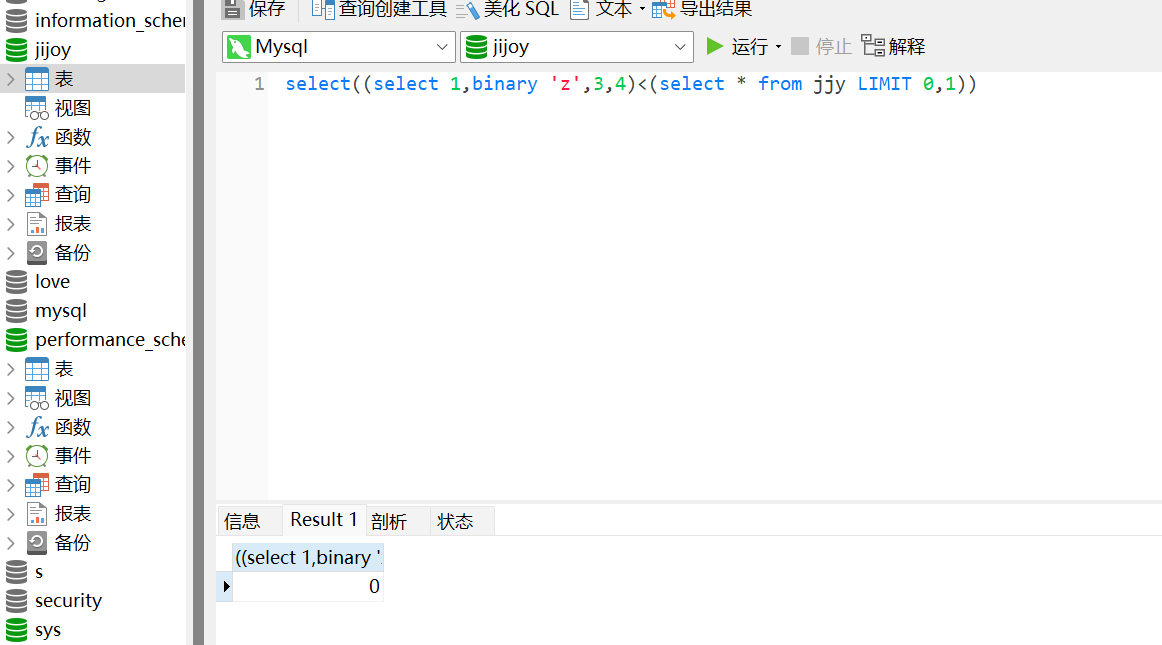 information_schem
jijoy
表
视图
函数
事件
查询
报表
备份
love
mysql
performance_sche
表
视图
函数
事件
查询
报表
备份
s
security
sys
保存 查询创建工具 美化 SQL 文本 导出结果
Mysql jijoy 运行 停止 解释
1 select((select 1,binary 'z',3,4)<(select * from jjy LIMIT 0,1))
信息 Result 1 剖析 状态
((select 1,binary '
0